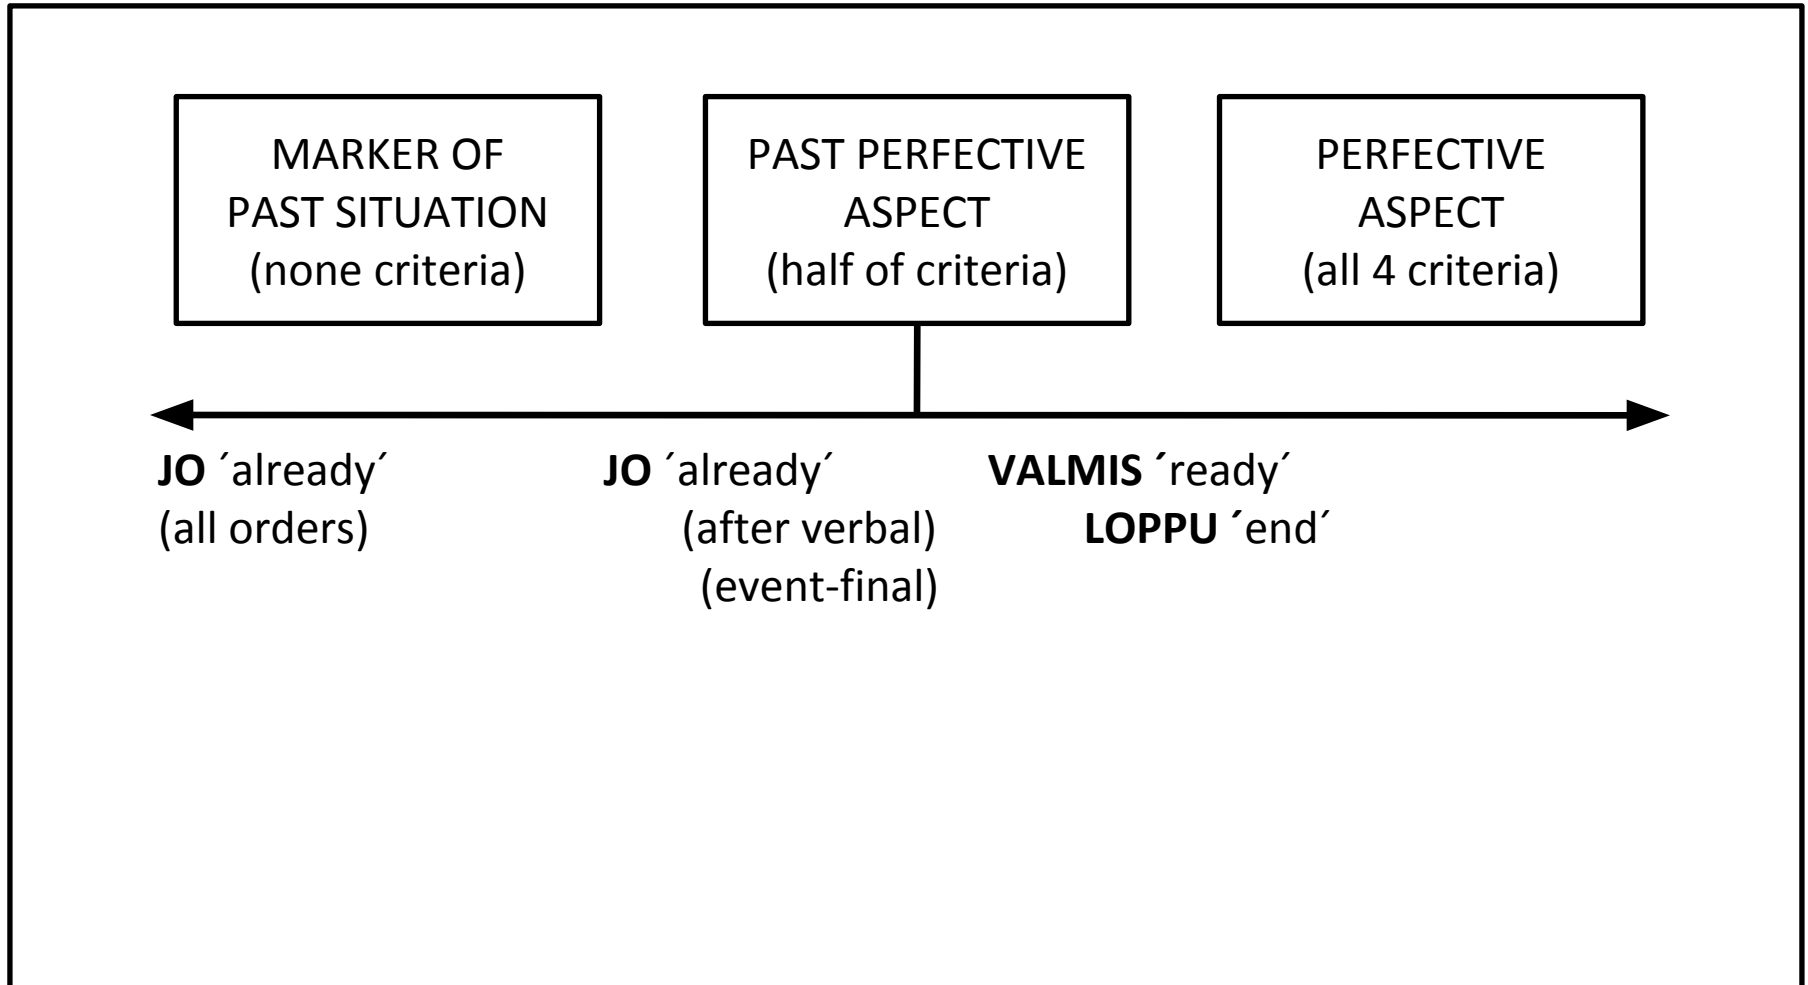 MARKER OF
PAST SITUATION
(none criteria)
PAST PERFECTIVE
ASPECT
(half of criteria)
PERFECTIVE
ASPECT
(all 4 criteria)
JO ´already´
(all orders)
JO ´already´
(after verbal)
(event-final)
VALMIS ´ready´
LOPPU ´end´